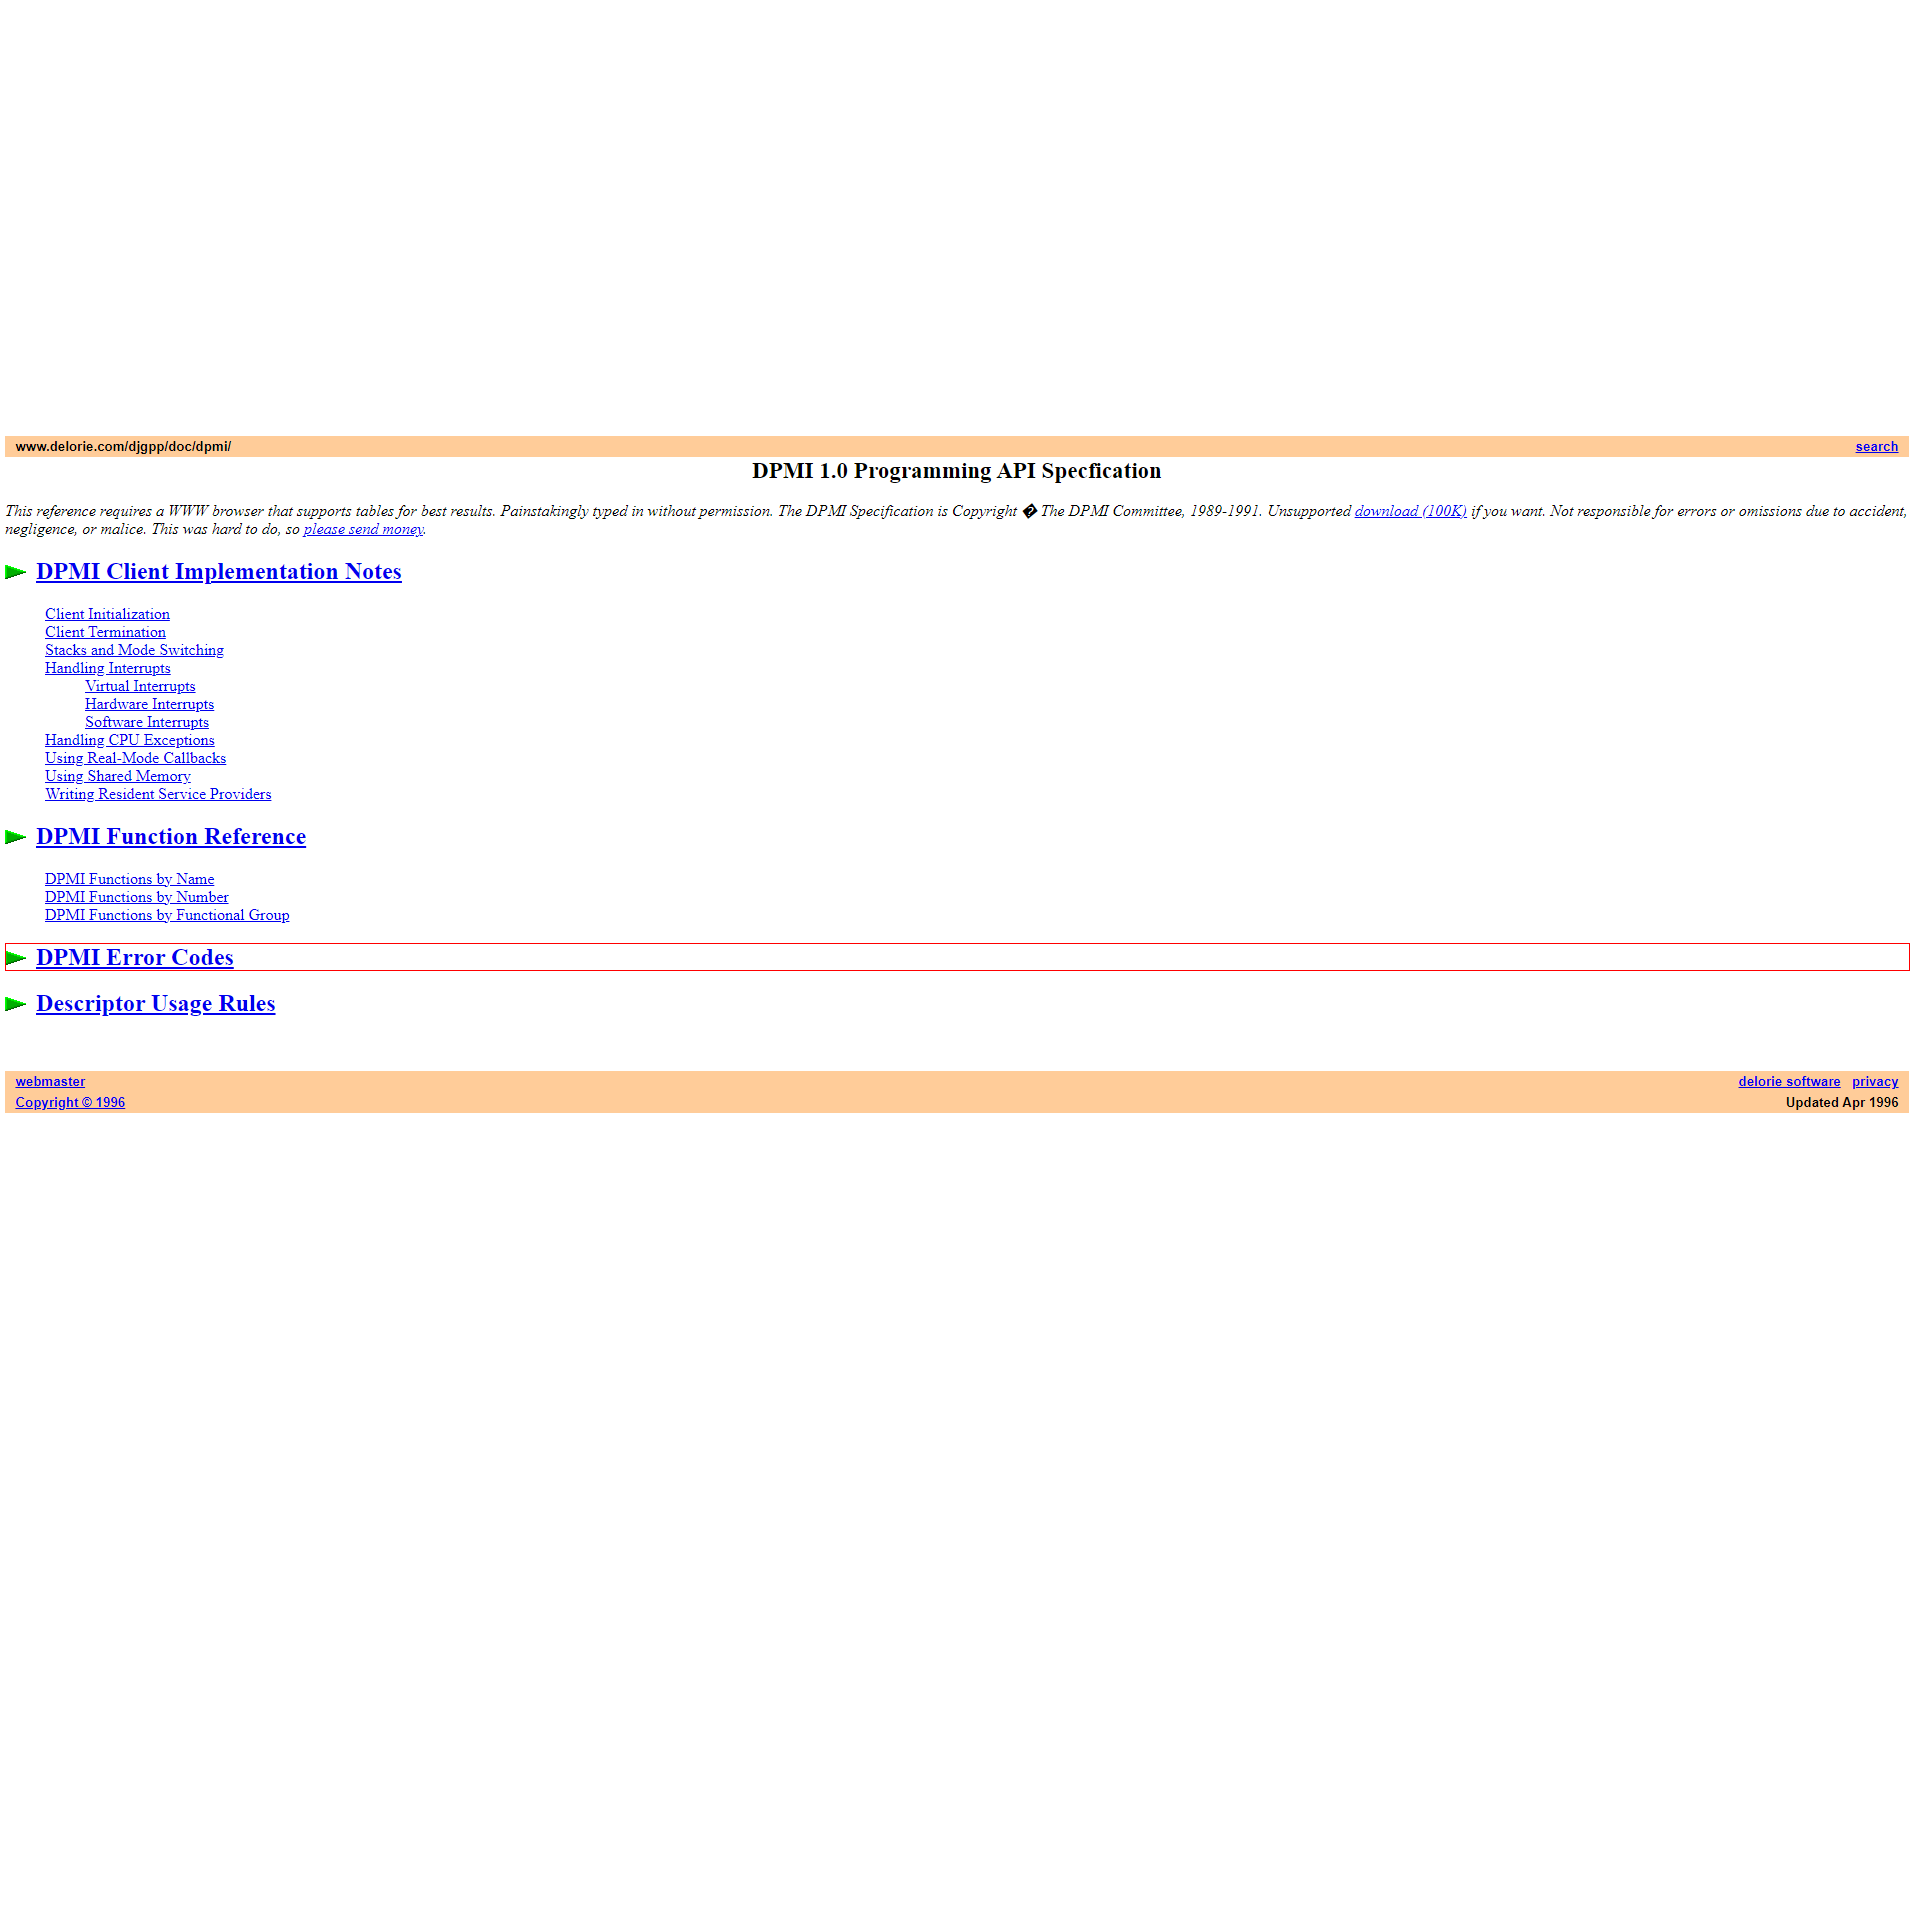 www.delorie.com/djgpp/doc/dpmi/ search
DPMI 1.0 Programming API Specfication
This reference requires a WWW browser that supports tables for best results. Painstakingly typed in without permission. The DPMI Specification is Copyright � The DPMI Committee, 1989-1991. Unsupported download (100K) if you want. Not responsible for errors or omissions due to accident,
negligence, or malice. This was hard to do, so please send money.
DPMI Client Implementation Notes
Client Initialization
Client Termination
Stacks and Mode Switching
Handling Interrupts
Virtual Interrupts
Hardware Interrupts
Software Interrupts
Handling CPU Exceptions
Using Real-Mode Callbacks
Using Shared Memory
Writing Resident Service Providers
DPMI Function Reference
DPMI Functions by Name
DPMI Functions by Number
DPMI Functions by Functional Group
DPMI Error Codes
Descriptor Usage Rules
webmaster delorie software privacy
Copyright © 1996 Updated Apr 1996